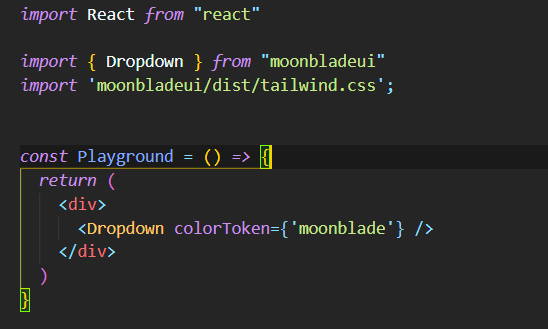 import React from "react"
import { Dropdown } from "moonbladeui"
import 'moonbladeui/dist/tailwind.css';
const Playground = () => {
return (
<div>
<Dropdown colorToken={'moonblade'} />
</div>
)
}